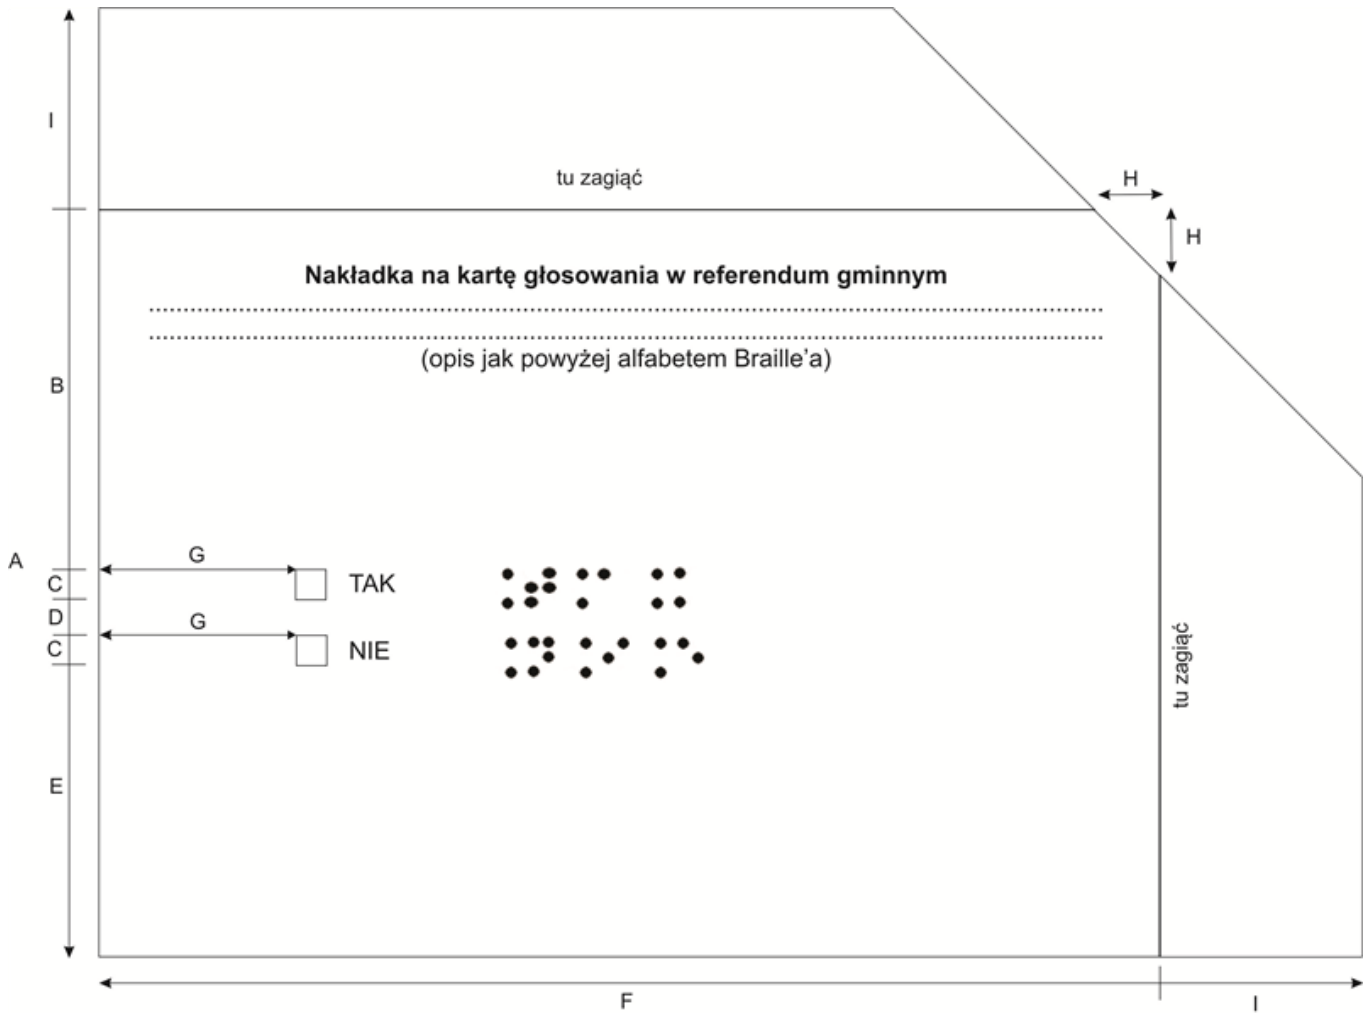 I
tu zagiąć
H
H
Nakładka na kartę głosowania w referendum gminnym
(opis jak powyżej alfabetem Braille’a)
B
A
G
C
TAK
D
G
C
NIE
tu zagiąć
E
F
I